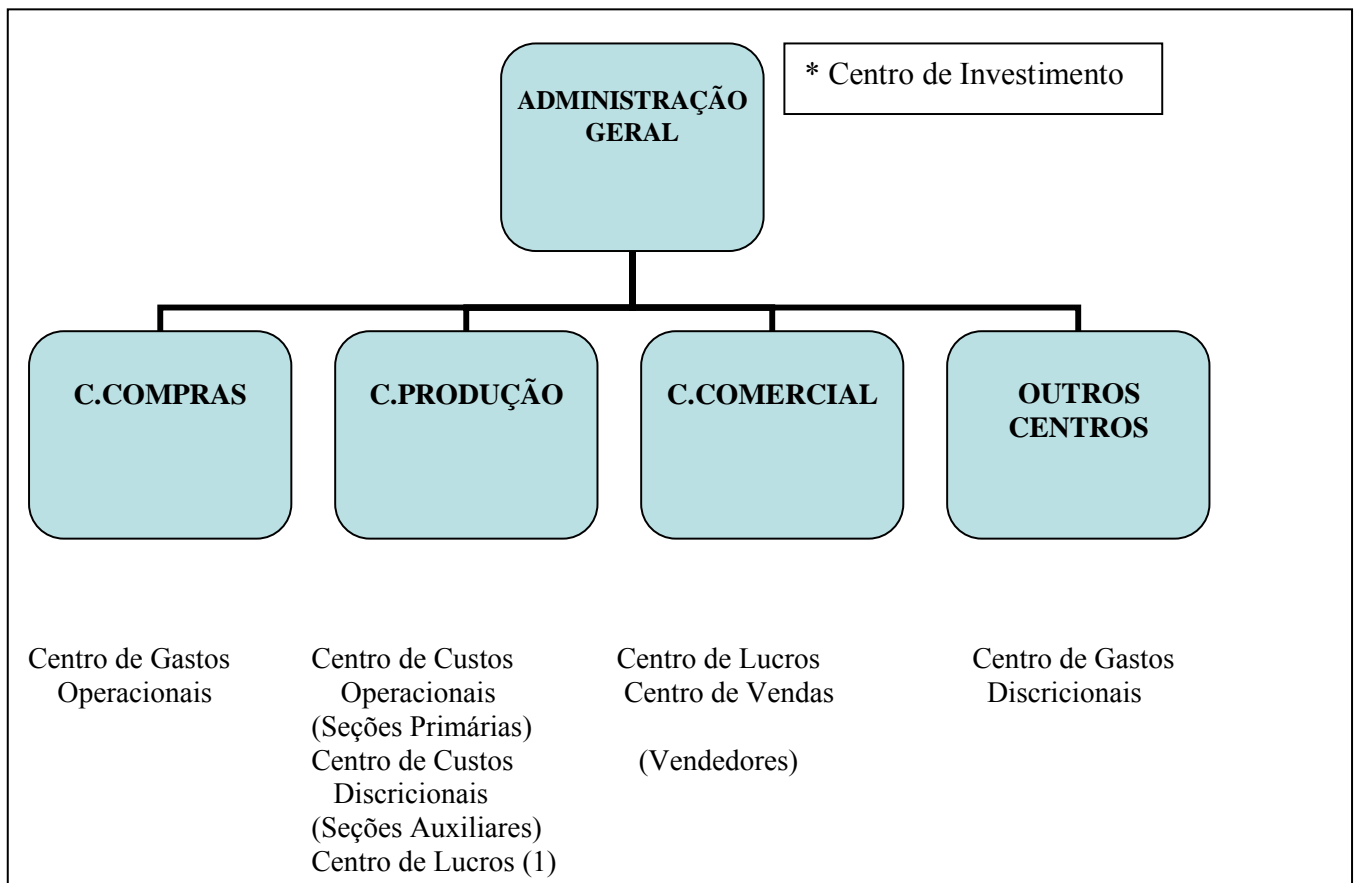 ADMINISTRAÇÃO
GERAL
* Centro de Investimento
C.COMPRAS
C.PRODUÇÃO
C.COMERCIAL
OUTROS
CENTROS
Centro de Gastos
Operacionais
Centro de Custos
Operacionais
(Seções Primárias)
Centro de Custos
Discricionais
(Seções Auxiliares)
Centro de Lucros (1)
Centro de Lucros
Centro de Vendas
(Vendedores)
Centro de Gastos
Discricionais